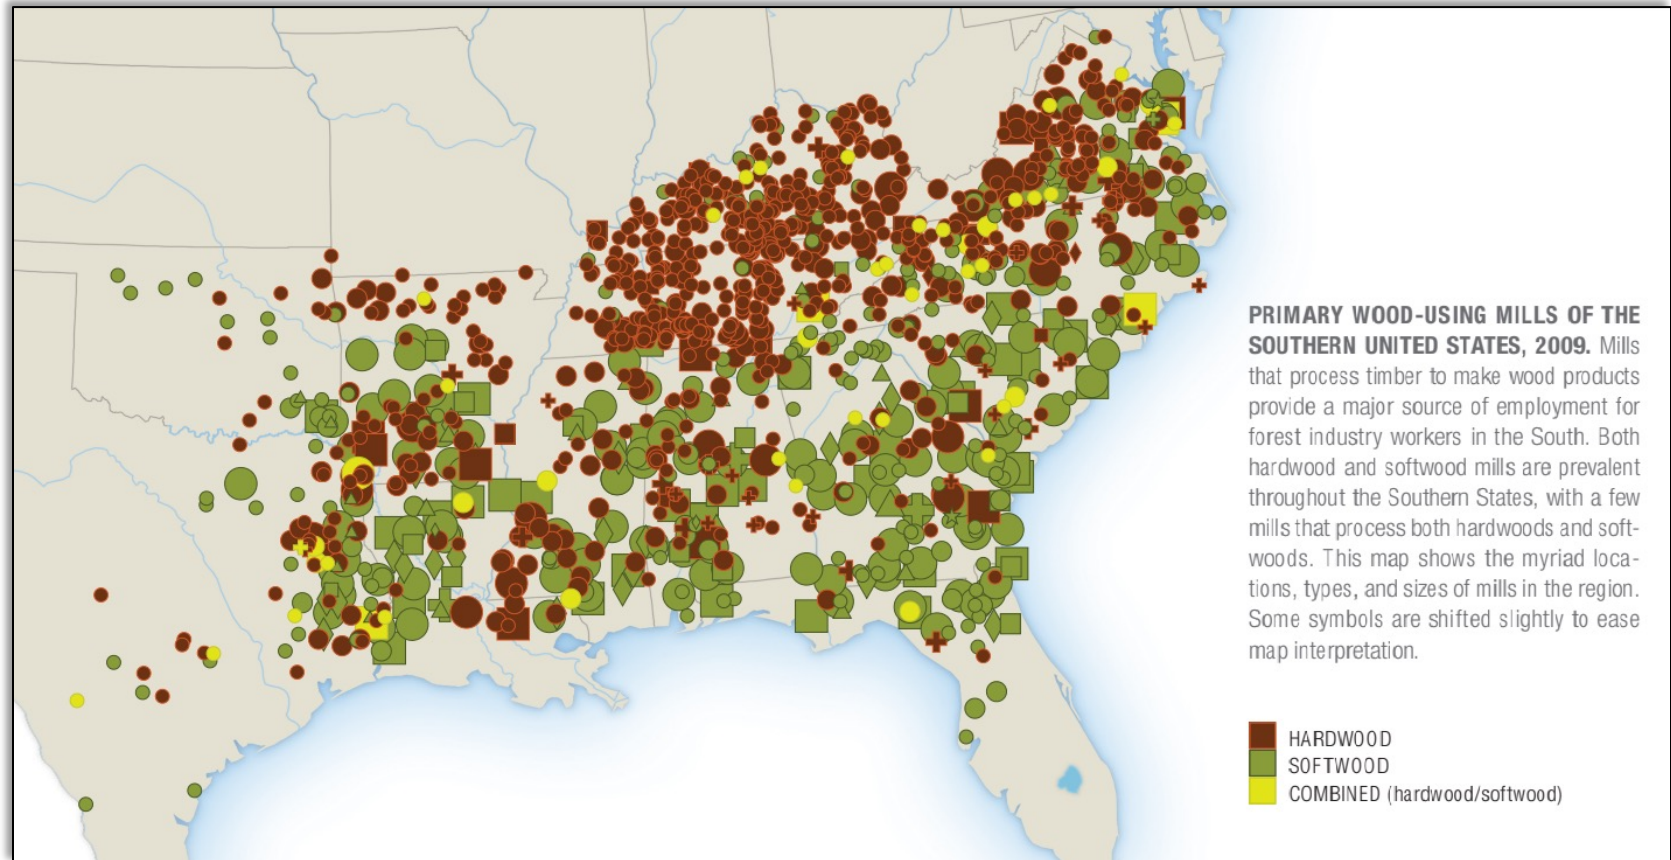 PRIMARY WOOD-USING MILLS OF THE
SOUTHERN UNITED STATES, 2009. Mills
that process timber to make wood products
provide a major source of employment for
forest industry workers in the South. Both
hardwood and softwood mills are prevalent
throughout the Southern States, with a few
mills that process both hardwoods and soft-
woods. This map shows the myriad loca-
tions, types, and sizes of mills in the region.
Some symbols are shifted slightly to ease
map interpretation.
HARDWOOD
SOFTWOOD
COMBINED (hardwood/softwood)